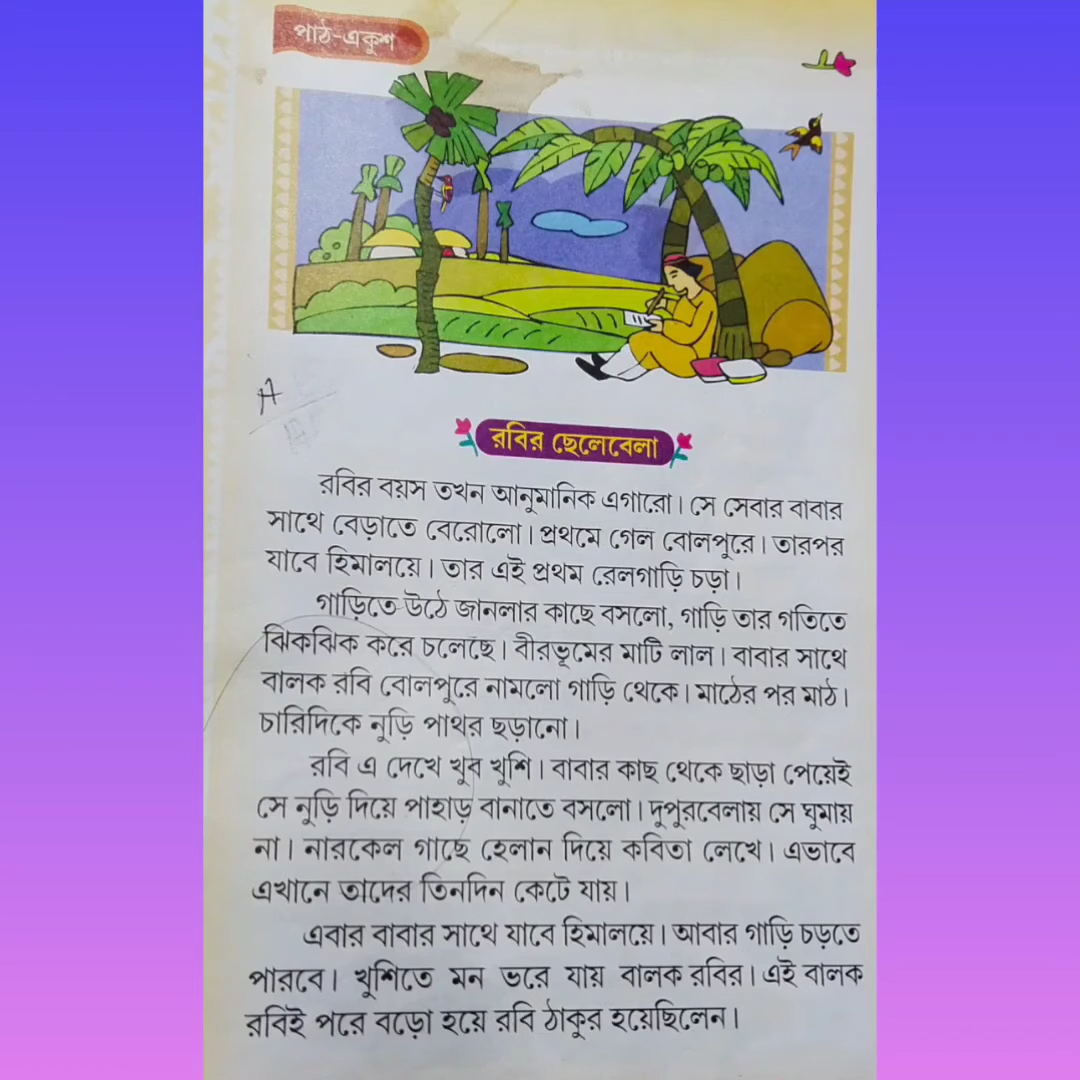 পাঠ-একুশ
A
রবির ছেলেবেলা
রবির বয়স তখন আনুমানিক এগারো। সে সেবার বাবার
সাথে বেড়াতে বেরোলো। প্রথমে গেল বোলপুরে। তারপর
যাবে হিমালয়ে। তার এই প্রথম রেলগাড়ি চড়া।
গাড়িতে উঠে জানলার কাছে বসলো, গাড়ি তার গতিতে
ঝিকঝিক করে চলেছে। বীরভূমের মাটি লাল। বাবার সাথে
বালক রবি বোলপুরে নামলো গাড়ি থেকে। মাঠের পর মাঠ।
চারিদিকে নুড়ি পাথর ছড়ানো।
রবি এ দেখে খুব খুশি। বাবার কাছ থেকে ছাড়া পেয়েই
সে নুড়ি দিয়ে পাহাড় বানাতে বসলো। দুপুরবেলায় সে ঘুমায়
না। নারকেল গাছে হেলান দিয়ে কবিতা লেখে। এভাবে
এখানে তাদের তিনদিন কেটে যায়।
এবার বাবার সাথে যাবে হিমালয়ে। আবার গাড়ি চড়তে
পারবে। খুশিতে মন ভরে যায় বালক রবির। এই বালক
রবিই পরে বড়ো হয়ে রবি ঠাকুর হয়েছিলেন।